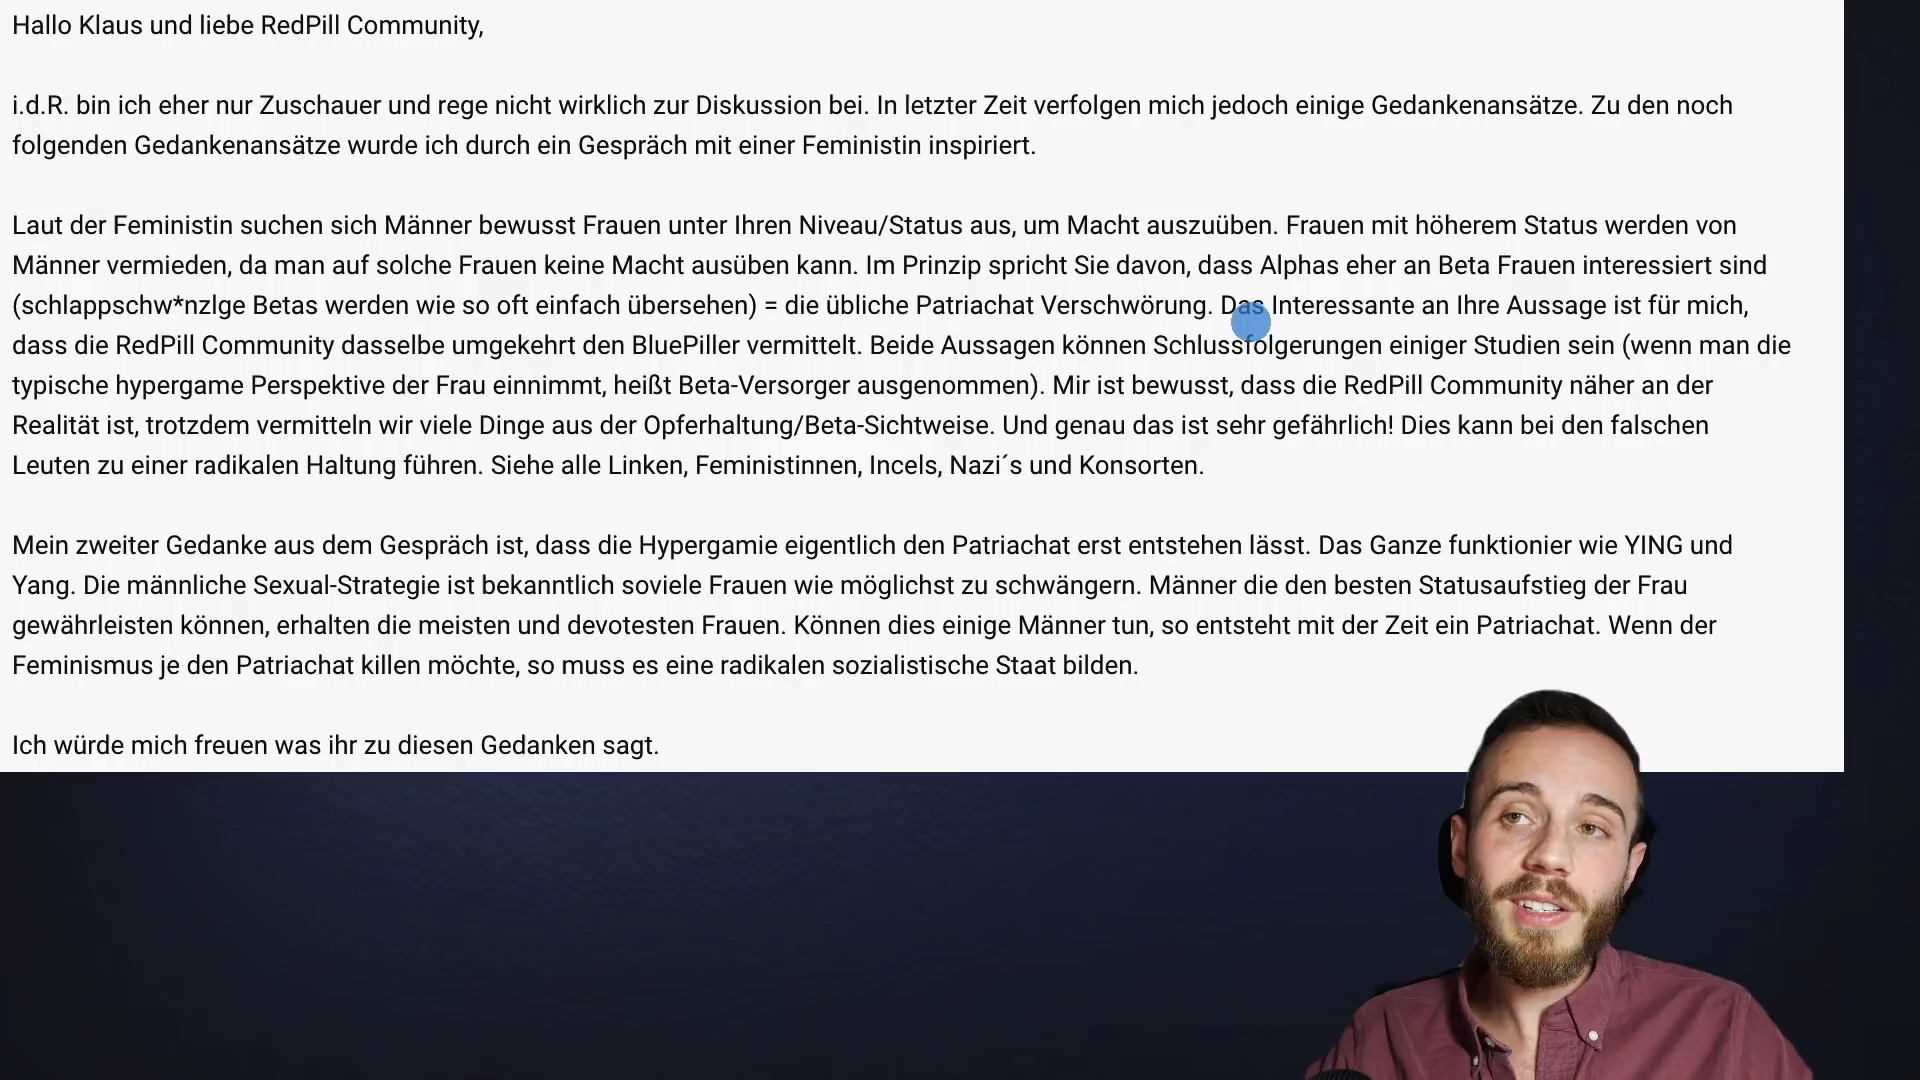 Hallo Klaus und liebe RedPill Community,
i.d.R. bin ich eher nur Zuschauer und rege nicht wirklich zur Diskussion bei. In letzter Zeit verfolgen mich jedoch einige Gedankenansätze. Zu den noch
folgenden Gedankenansätze wurde ich durch ein Gespräch mit einer Feministin inspiriert.
Laut der Feministin suchen sich Männer bewusst Frauen unter Ihren Niveau/Status aus, um Macht auszuüben. Frauen mit höherem Status werden von
Männer vermieden, da man auf solche Frauen keine Macht ausüben kann. Im Prinzip spricht Sie davon, dass Alphas eher an Beta Frauen interessiert sind
(schlappschw*nzlge Betas werden wie so oft einfach übersehen) = die übliche Patriachat Verschwörung. Das Interessante an Ihre Aussage ist für mich,
dass die RedPill Community dasselbe umgekehrt den BluePiller vermittelt. Beide Aussagen können Schlussfolgerungen einiger Studien sein (wenn man die
typische hypergame Perspektive der Frau einnimmt, heißt Beta-Versorger ausgenommen). Mir ist bewusst, dass die RedPill Community näher an der
Realität ist, trotzdem vermitteln wir viele Dinge aus der Opferhaltung/Beta-Sichtweise. Und genau das ist sehr gefährlich! Dies kann bei den falschen
Leuten zu einer radikalen Haltung führen. Siehe alle Linken, Feministinnen, Incels, Nazi´s und Konsorten.
Mein zweiter Gedanke aus dem Gespräch ist, dass die Hypergamie eigentlich den Patriachat erst entstehen lässt. Das Ganze funktionier wie YING und
Yang. Die männliche Sexual-Strategie ist bekanntlich soviele Frauen wie möglichst zu schwängern. Männer die den besten Statusaufstieg der Frau
gewährleisten können, erhalten die meisten und devotesten Frauen. Können dies einige Männer tun, so entsteht mit der Zeit ein Patriachat. Wenn der
Feminismus je den Patriachat killen möchte, so muss es eine radikalen sozialistische Staat bilden.
Ich würde mich freuen was ihr zu diesen Gedanken sagt.